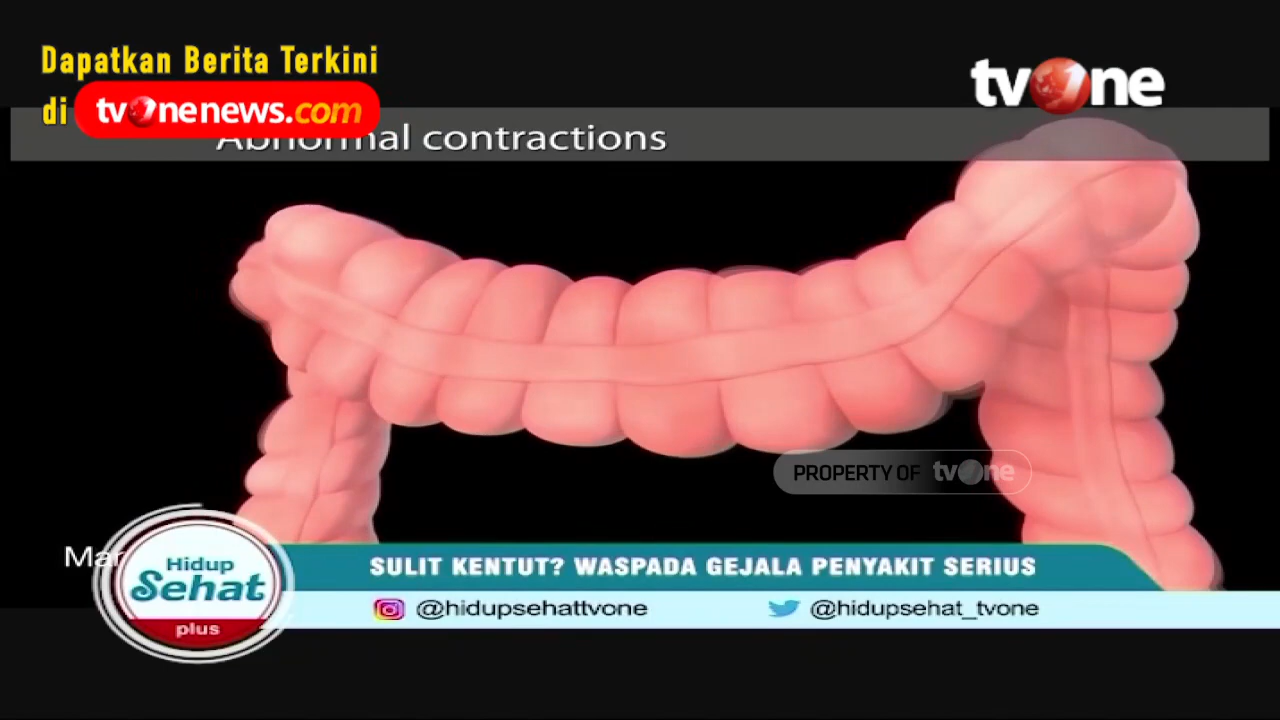 Dapatkan Berita Terkini
di tvonenews.com
tvone
Abnormal contractions
PROPERTY OF tvone
Hidup
Sehat
plus
SULIT KENTUT? WASPADA GEJALA PENYAKIT SERIUS
@hidupsehattvone
@hidupsehat_tvone